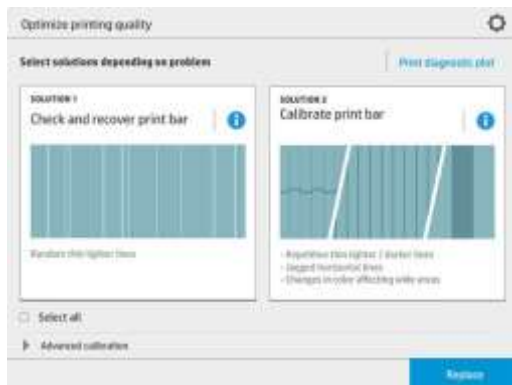 Optimize printing quality
Select solutions depending on problem
Print diagnostic plot
SOLUTION 1
Check and recover print bar
Random thin lighter lines
SOLUTION 2
Calibrate print bar
- Repetitive thin lighter / darker lines
- Jagged horizontal lines
- Changes in color affecting wide areas
Select all
Advanced calibration
Replace